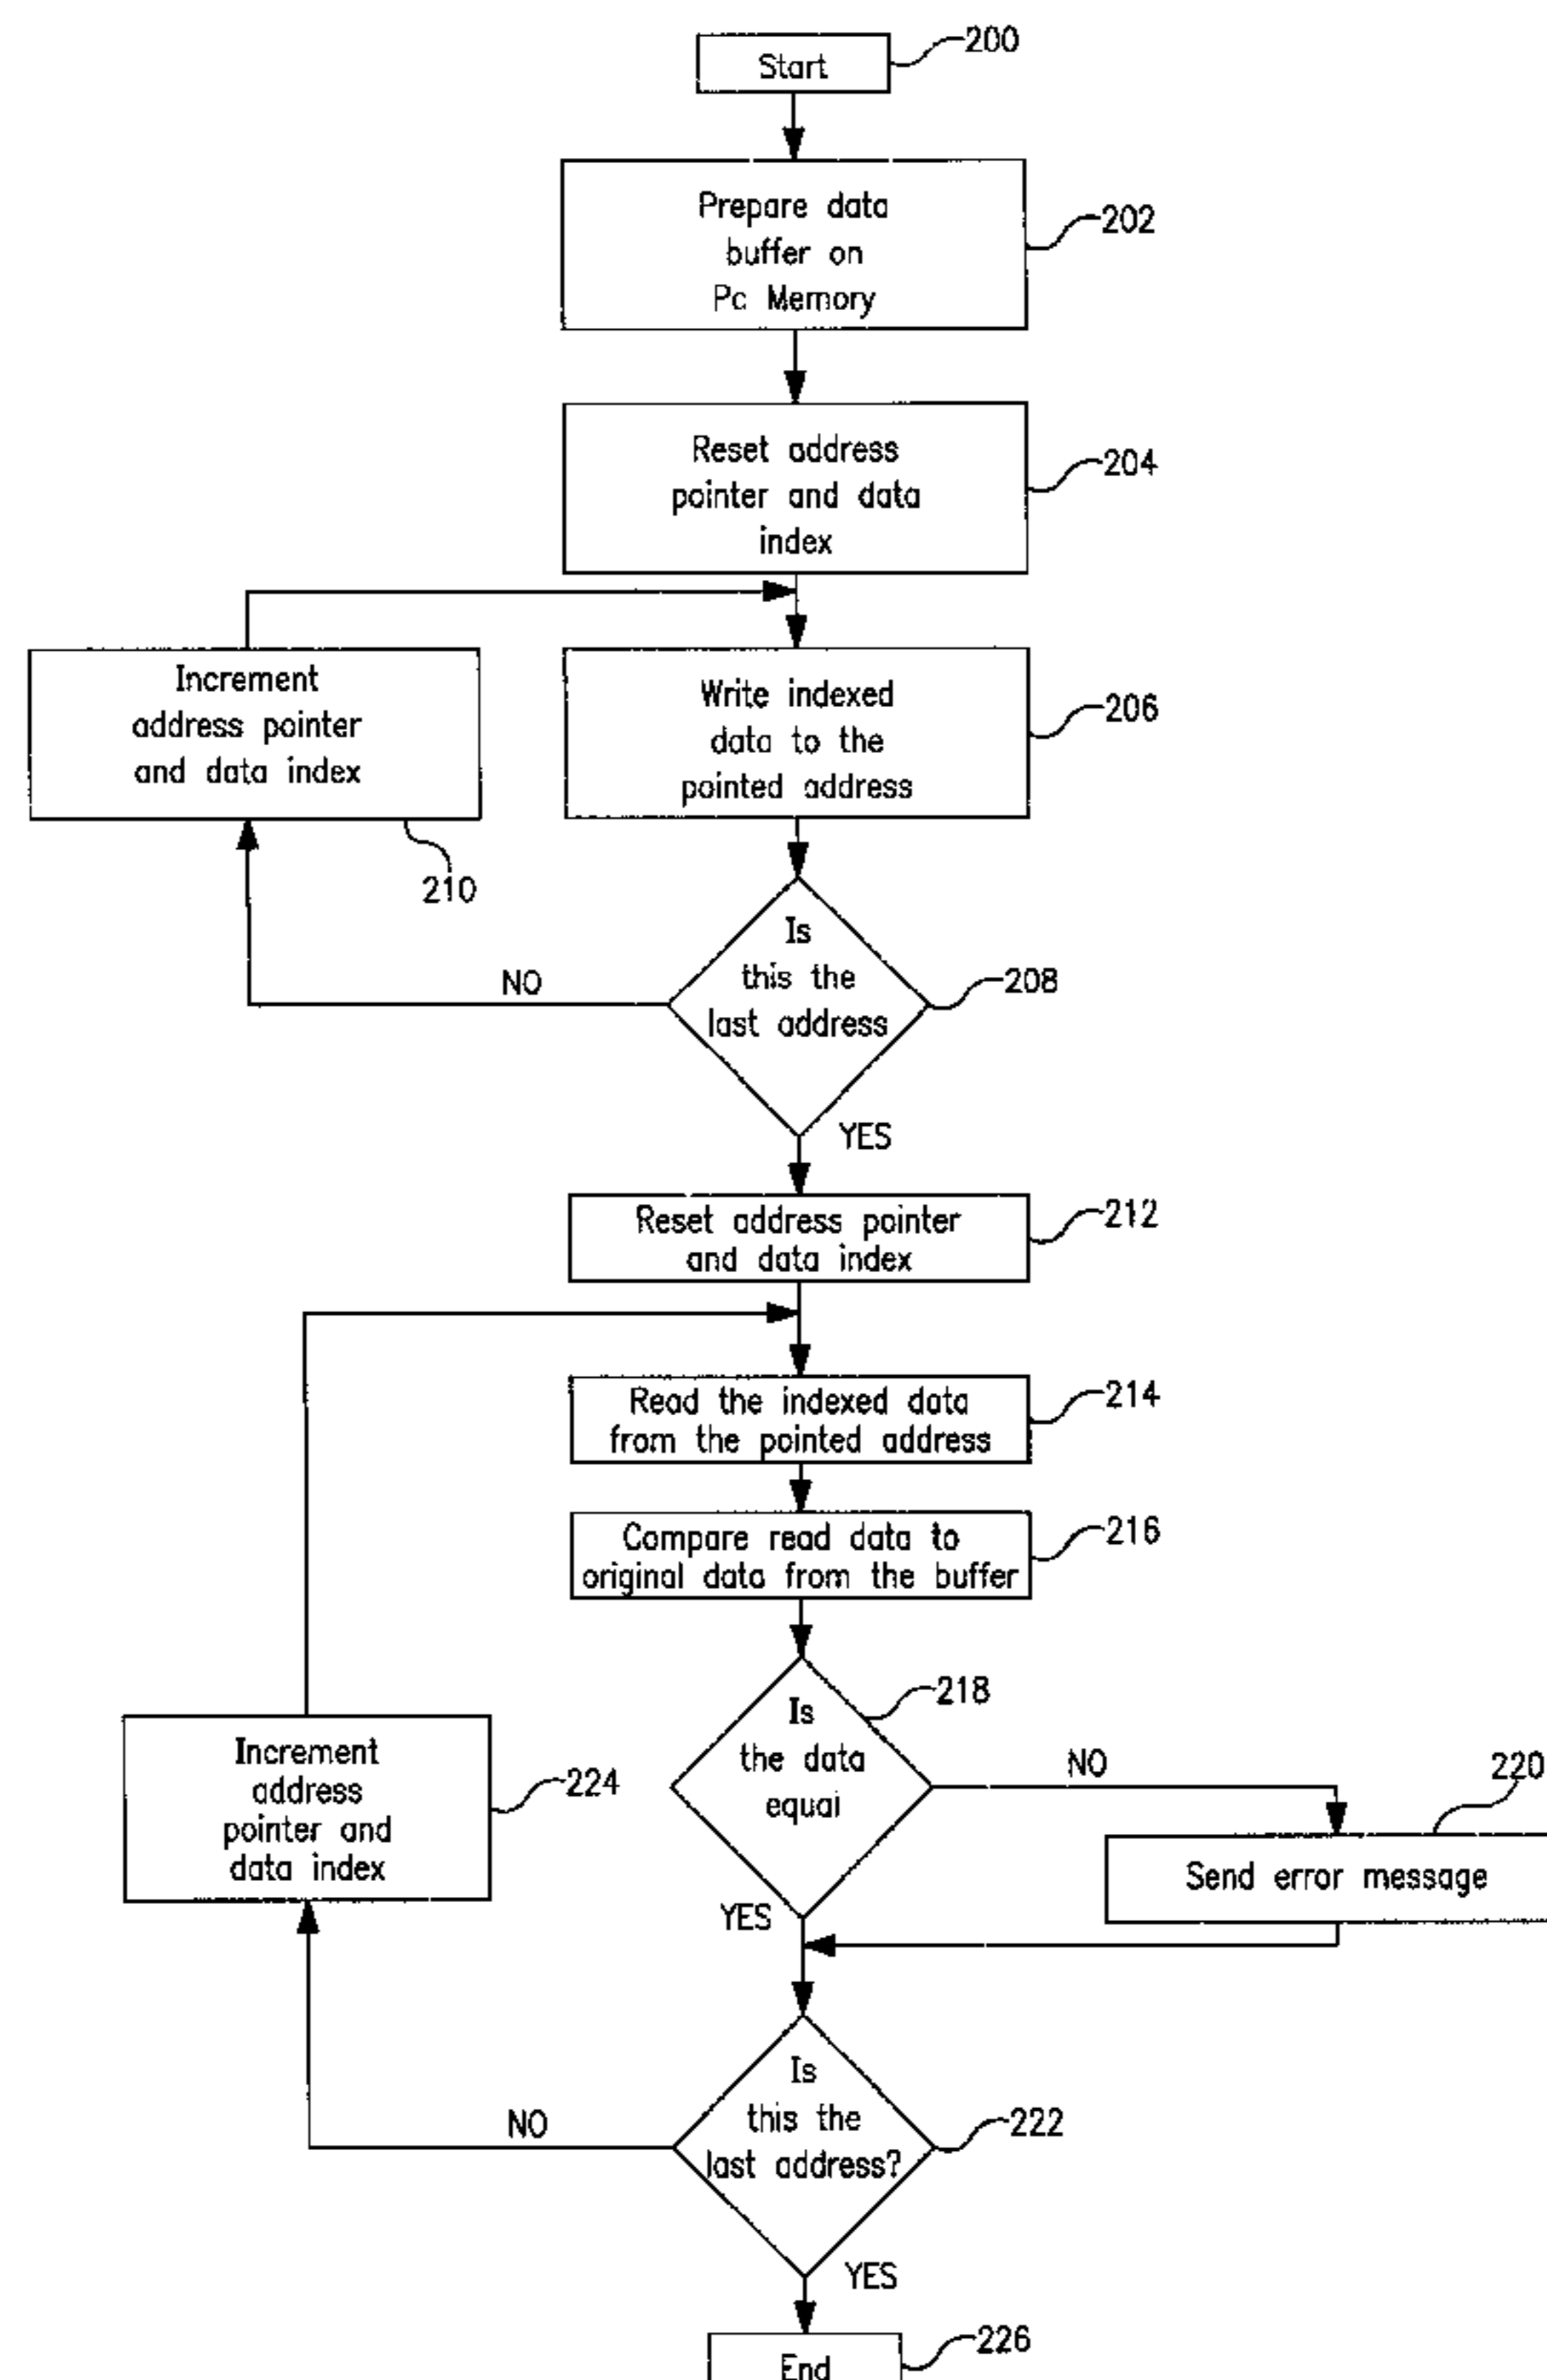 Start
200
Prepare data
buffer on
Pc Memory
202
Reset address
pointer and data
index
204
Increment
address pointer
and data index
210
Write indexed
data to the
pointed address
206
Is
this the
last address
208
NO
YES
Reset address pointer
and data index
212
Read the indexed data
from the pointed address
214
Compare read data to
original data from the buffer
216
Is
the data
equal
218
NO
220
Send error message
YES
Increment
address
pointer and
data index
224
Is
this the
last address?
222
NO
YES
End
226